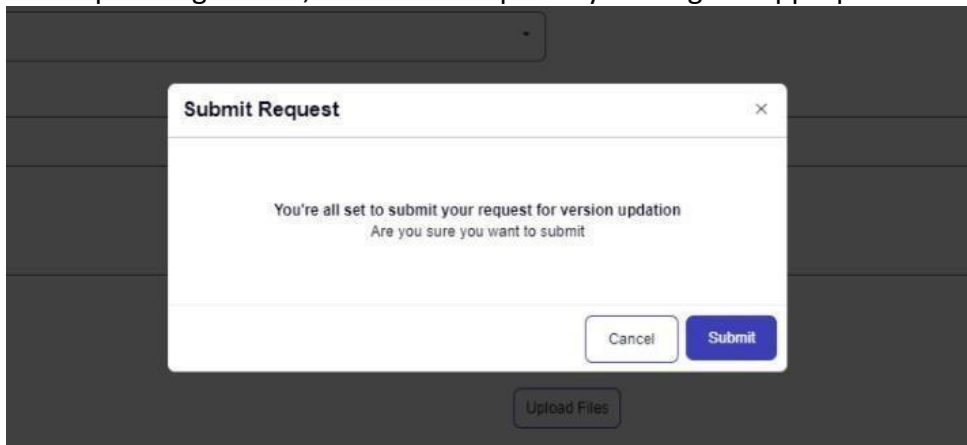 Submit Request ×
You're all set to submit your request for version updation
Are you sure you want to submit
Cancel Submit
Upload Files